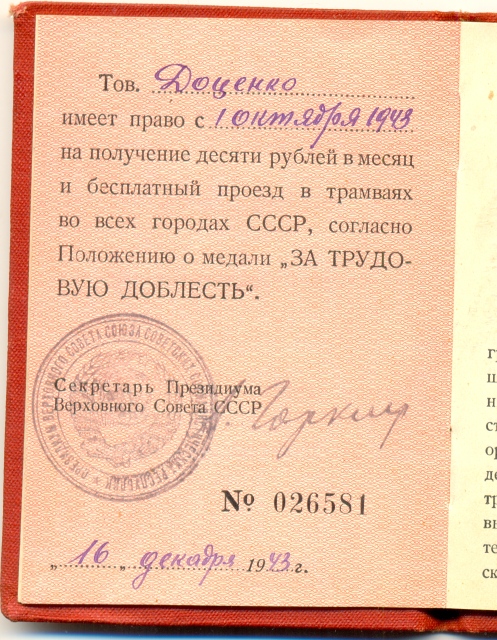 Тов. Доценко
имеет право с 1 октября 1943
на получение десяти рублей в месяц
и бесплатный проезд в трамваях
во всех городах СССР, согласно
Положению о медали „ЗА ТРУДО-
ВУЮ ДОБЛЕСТЬ“.
Секретарь Президиума
Верховного Совета СССР
А. Горкин
№ 026581
„ 16 „ декабря 1943 г.